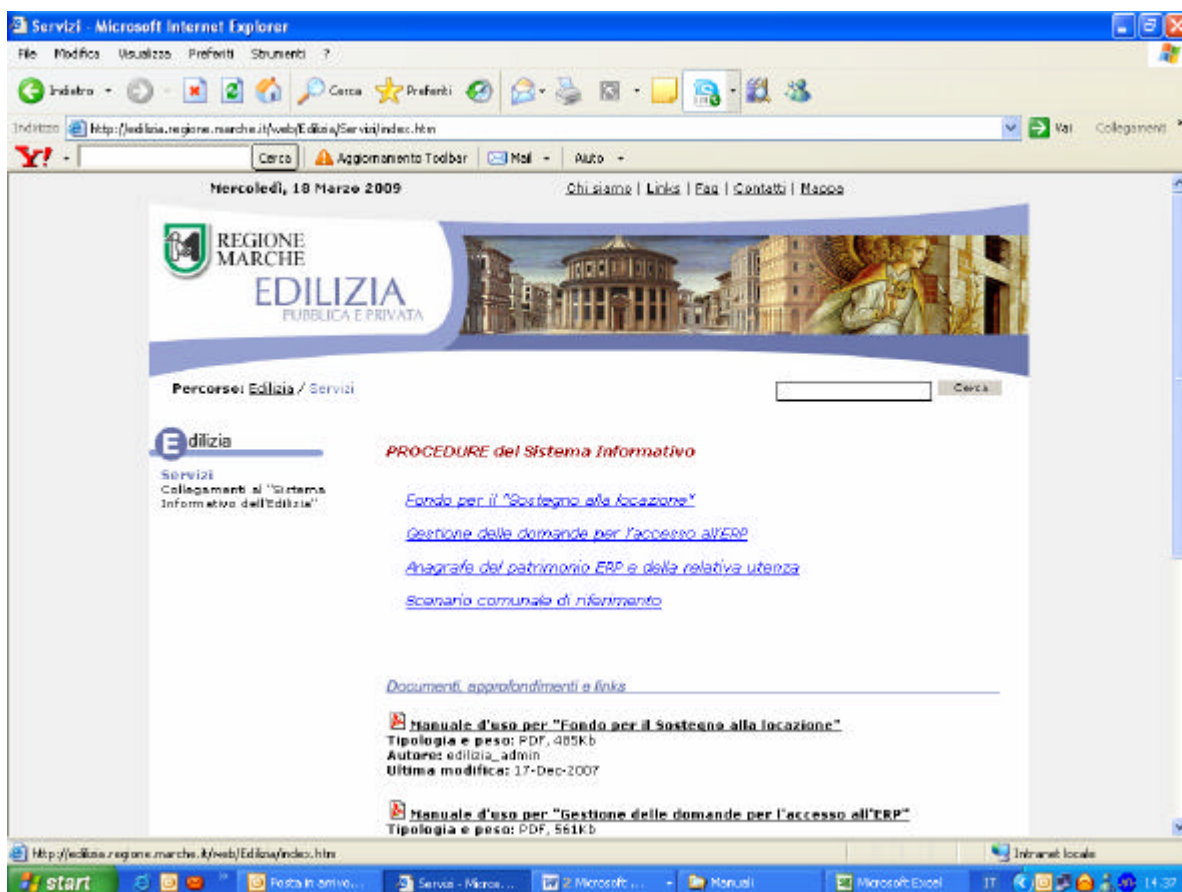 Servizi - Microsoft Internet Explorer
File Modifica Visualizza Preferiti Strumenti ?
Indietro Cerca Preferiti
Indirizzo http://edilizia.regione.marche.it/web/Edilizia/Servizi/index.htm Vai Collegamenti »
Y! Cerca Aggiornamento Toolbar Mail Aiuto
Mercoledì, 18 Marzo 2009 Chi siamo | Links | Faq | Contatti | Mappa
REGIONE
MARCHE
EDILIZIA
PUBBLICA E PRIVATA
Percorso: Edilizia / Servizi Cerca
Edilizia
Servizi
Collegamenti al "Sistema
Informativo dell'Edilizia"
PROCEDURE del Sistema Informativo
Fondo per il "Sostegno alla locazione"
Gestione delle domande per l'accesso all'ERP
Anagrafe del patrimonio ERP e della relativa utenza
Scenario comunale di riferimento
Documenti, approfondimenti e links
Manuale d'uso per "Fondo per il Sostegno alla locazione"
Tipologia e peso: PDF, 485Kb
Autore: edilizia_admin
Ultima modifica: 17-Dec-2007
Manuale d'uso per "Gestione delle domande per l'accesso all'ERP"
Tipologia e peso: PDF, 561Kb
http://edilizia.regione.marche.it/web/Edilizia/index.htm Intranet locale
start Posta in arrivo... Servizi - Micros... 2 Microsoft ... Manuali Microsoft Excel IT 14.37